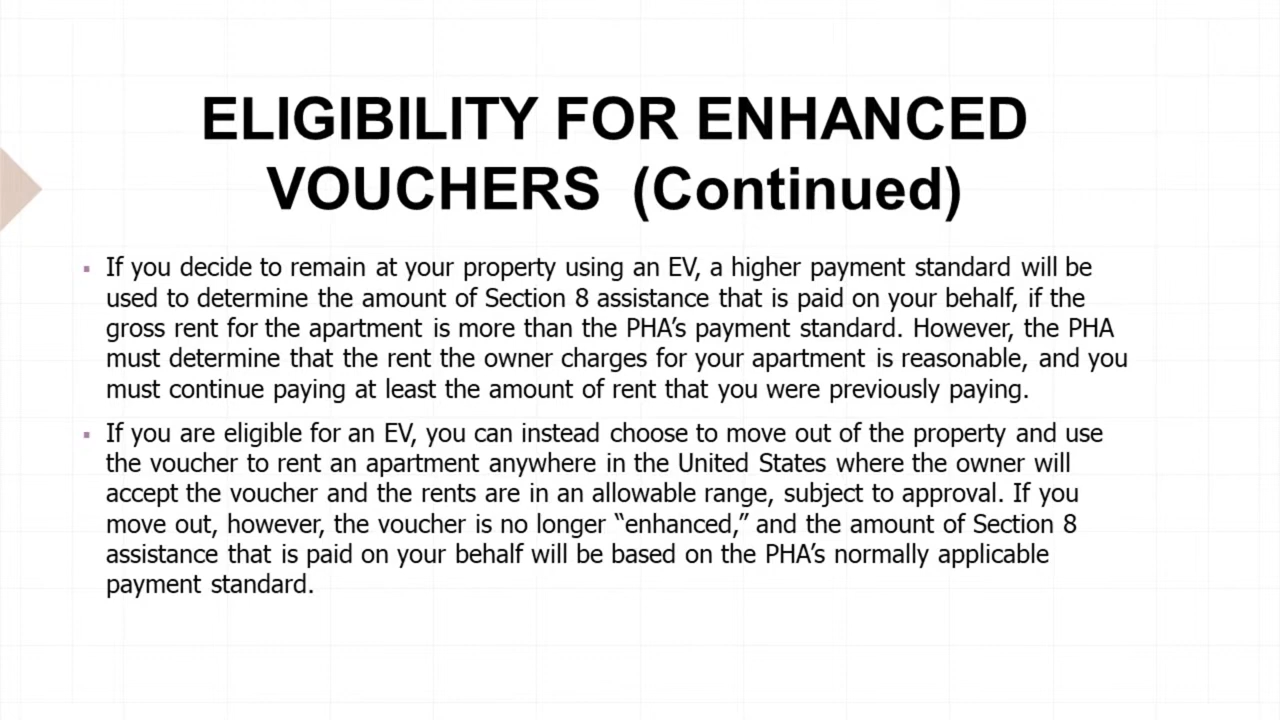 ELIGIBILITY FOR ENHANCED
VOUCHERS (Continued)
▪ If you decide to remain at your property using an EV, a higher payment standard will be
used to determine the amount of Section 8 assistance that is paid on your behalf, if the
gross rent for the apartment is more than the PHA’s payment standard. However, the PHA
must determine that the rent the owner charges for your apartment is reasonable, and you
must continue paying at least the amount of rent that you were previously paying.
▪ If you are eligible for an EV, you can instead choose to move out of the property and use
the voucher to rent an apartment anywhere in the United States where the owner will
accept the voucher and the rents are in an allowable range, subject to approval. If you
move out, however, the voucher is no longer “enhanced,” and the amount of Section 8
assistance that is paid on your behalf will be based on the PHA’s normally applicable
payment standard.